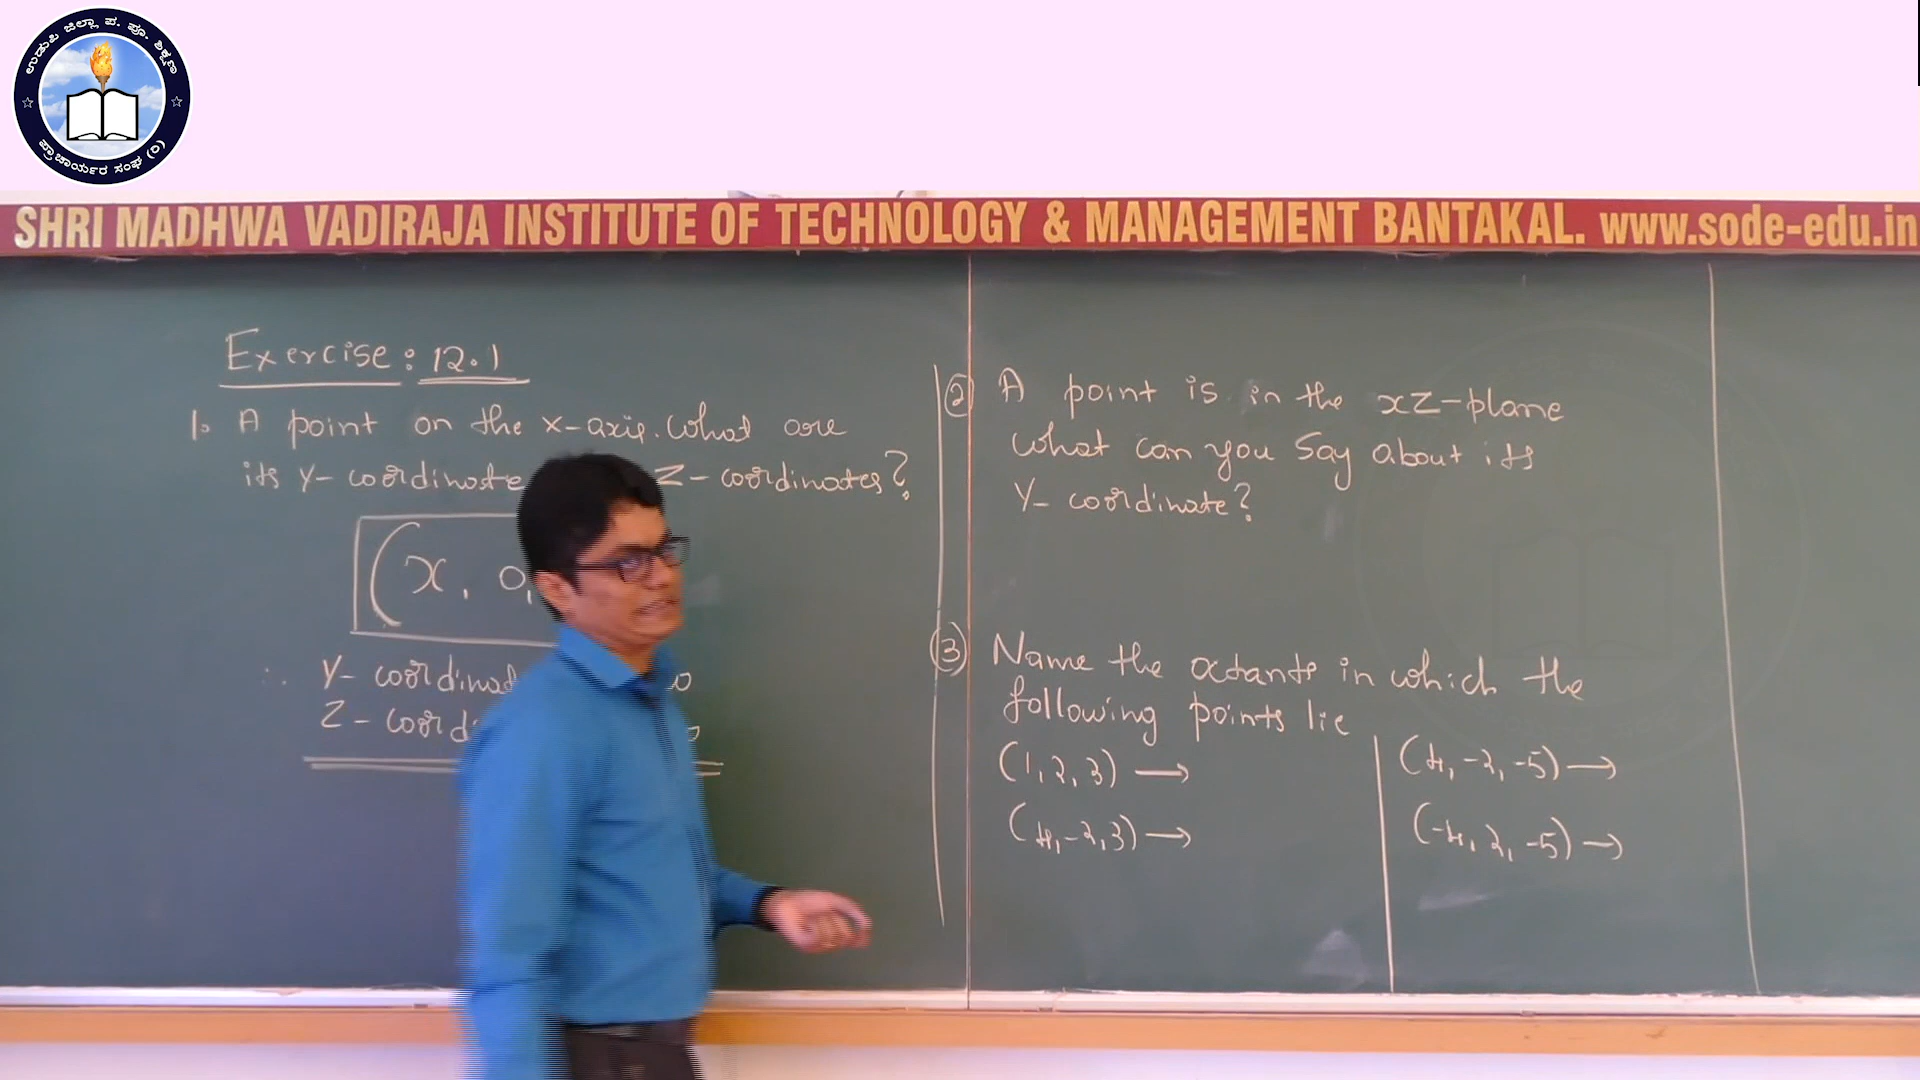 ಉಡುಪಿ ಜಿಲ್ಲಾ ಪ. ಪೂ. ಶಿಕ್ಷಣ
ಪ್ರಾಚಾರ್ಯರ ಸಂಘ (ರಿ)
SHRI MADHWA VADIRAJA INSTITUTE OF TECHNOLOGY & MANAGEMENT BANTAKAL. www.sode-edu.in
Exercise: 12.1
1. A point on the x-axis. What are
its Y-coordinate Z-coordinates?
(x, 0,
∴ Y-
Z-
② A point is in the xz-plane
What can you say about its
Y-coordinate?
③ Name the octants in which the
following points lie
(1, 2, 3) →
(4, -2, 3) →
(4, -2, -5) →
(-4, 2, -5) →